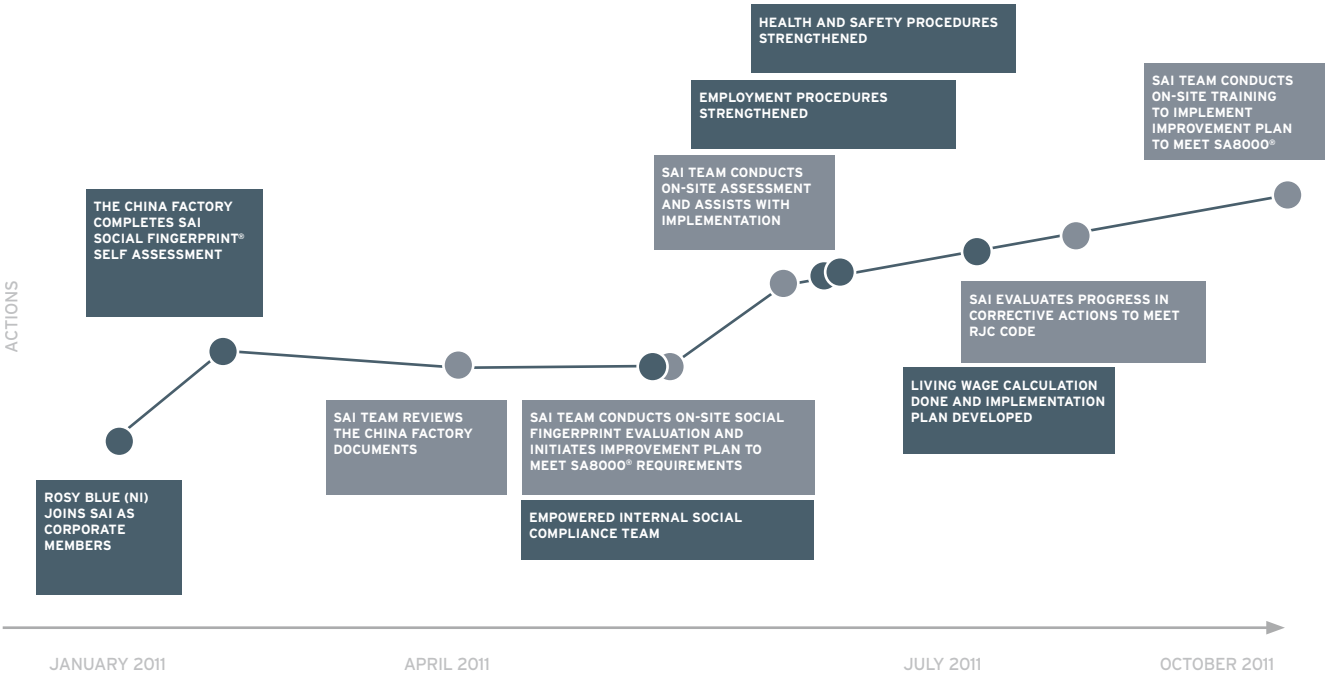 HEALTH AND SAFETY PROCEDURES
STRENGTHENED
EMPLOYMENT PROCEDURES
STRENGTHENED
SAI TEAM CONDUCTS
ON-SITE TRAINING
TO IMPLEMENT
IMPROVEMENT PLAN
TO MEET SA8000®
SAI TEAM CONDUCTS
ON-SITE ASSESSMENT
AND ASSISTS WITH
IMPLEMENTATION
THE CHINA FACTORY
COMPLETES SAI
SOCIAL FINGERPRINT®
SELF ASSESSMENT
ACTIONS
SAI EVALUATES PROGRESS IN
CORRECTIVE ACTIONS TO MEET
RJC CODE
LIVING WAGE CALCULATION
DONE AND IMPLEMENTATION
PLAN DEVELOPED
SAI TEAM REVIEWS
THE CHINA FACTORY
DOCUMENTS
SAI TEAM CONDUCTS ON-SITE SOCIAL
FINGERPRINT EVALUATION AND
INITIATES IMPROVEMENT PLAN TO
MEET SA8000® REQUIREMENTS
EMPOWERED INTERNAL SOCIAL
COMPLIANCE TEAM
ROSY BLUE (NI)
JOINS SAI AS
CORPORATE
MEMBERS
JANUARY 2011
APRIL 2011
JULY 2011
OCTOBER 2011